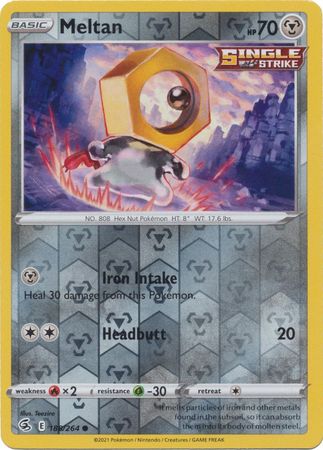 BASIC Meltan HP 70
SINGLE
STRIKE
NO. 808 Hex Nut Pokémon HT: 8" WT: 17.6 lbs.
Iron Intake
Heal 30 damage from this Pokémon.
Headbutt 20
weakness ×2 resistance -30 retreat
Illus. Teeziro
It melts particles of iron and other metals
found in the subsoil, so it can absorb
them into its body of molten steel.
E /264
©2021 Pokémon / Nintendo / Creatures / GAME FREAK